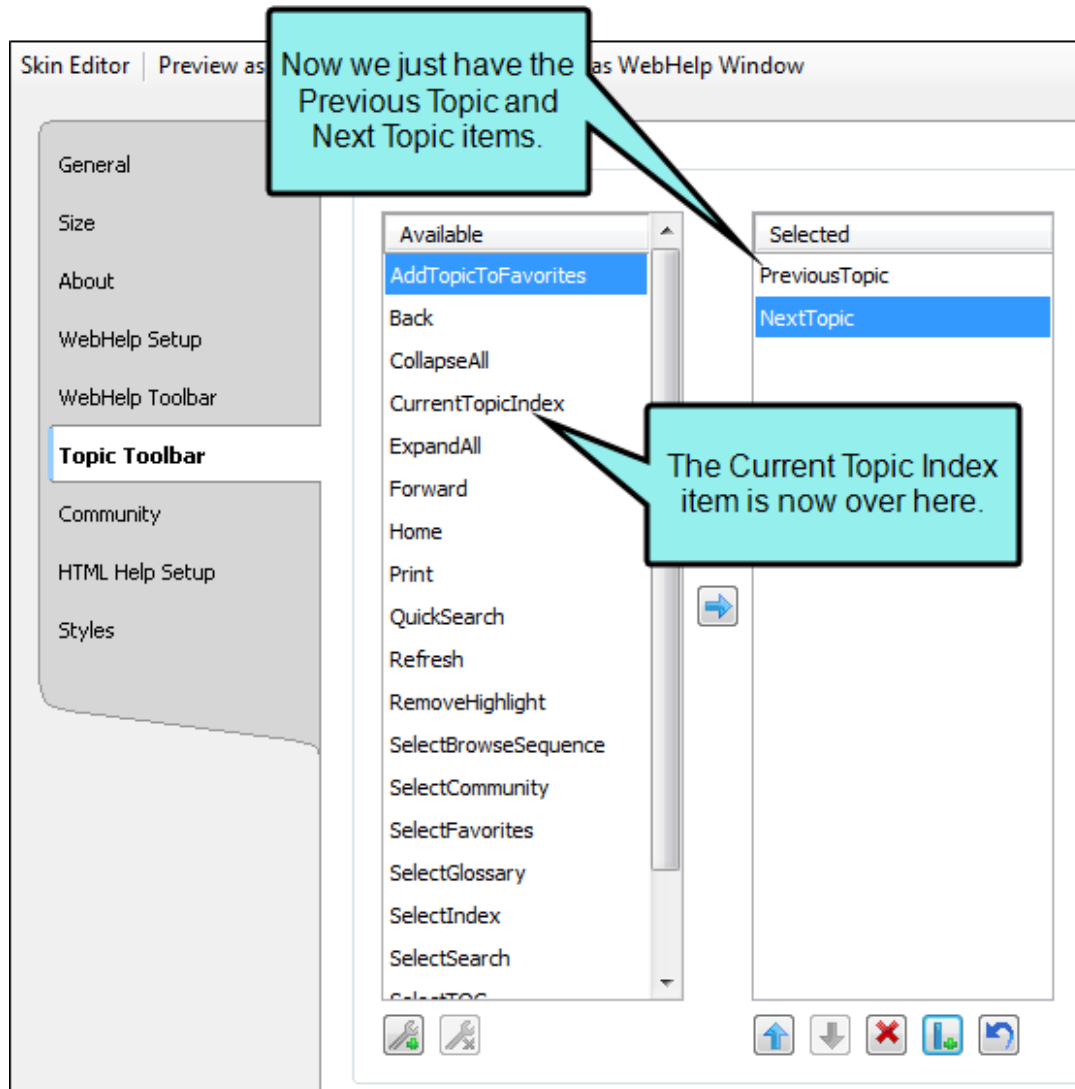 Skin Editor Preview as as WebHelp Window
Now we just have the
Previous Topic and
Next Topic items.
General
Size
About
WebHelp Setup
WebHelp Toolbar
Topic Toolbar
Community
HTML Help Setup
Styles
Available
AddTopicToFavorites
Back
CollapseAll
CurrentTopicIndex
ExpandAll
Forward
Home
Print
QuickSearch
Refresh
RemoveHighlight
SelectBrowseSequence
SelectCommunity
SelectFavorites
SelectGlossary
SelectIndex
SelectSearch
SelectTOC
Selected
PreviousTopic
NextTopic
The Current Topic Index
item is now over here.